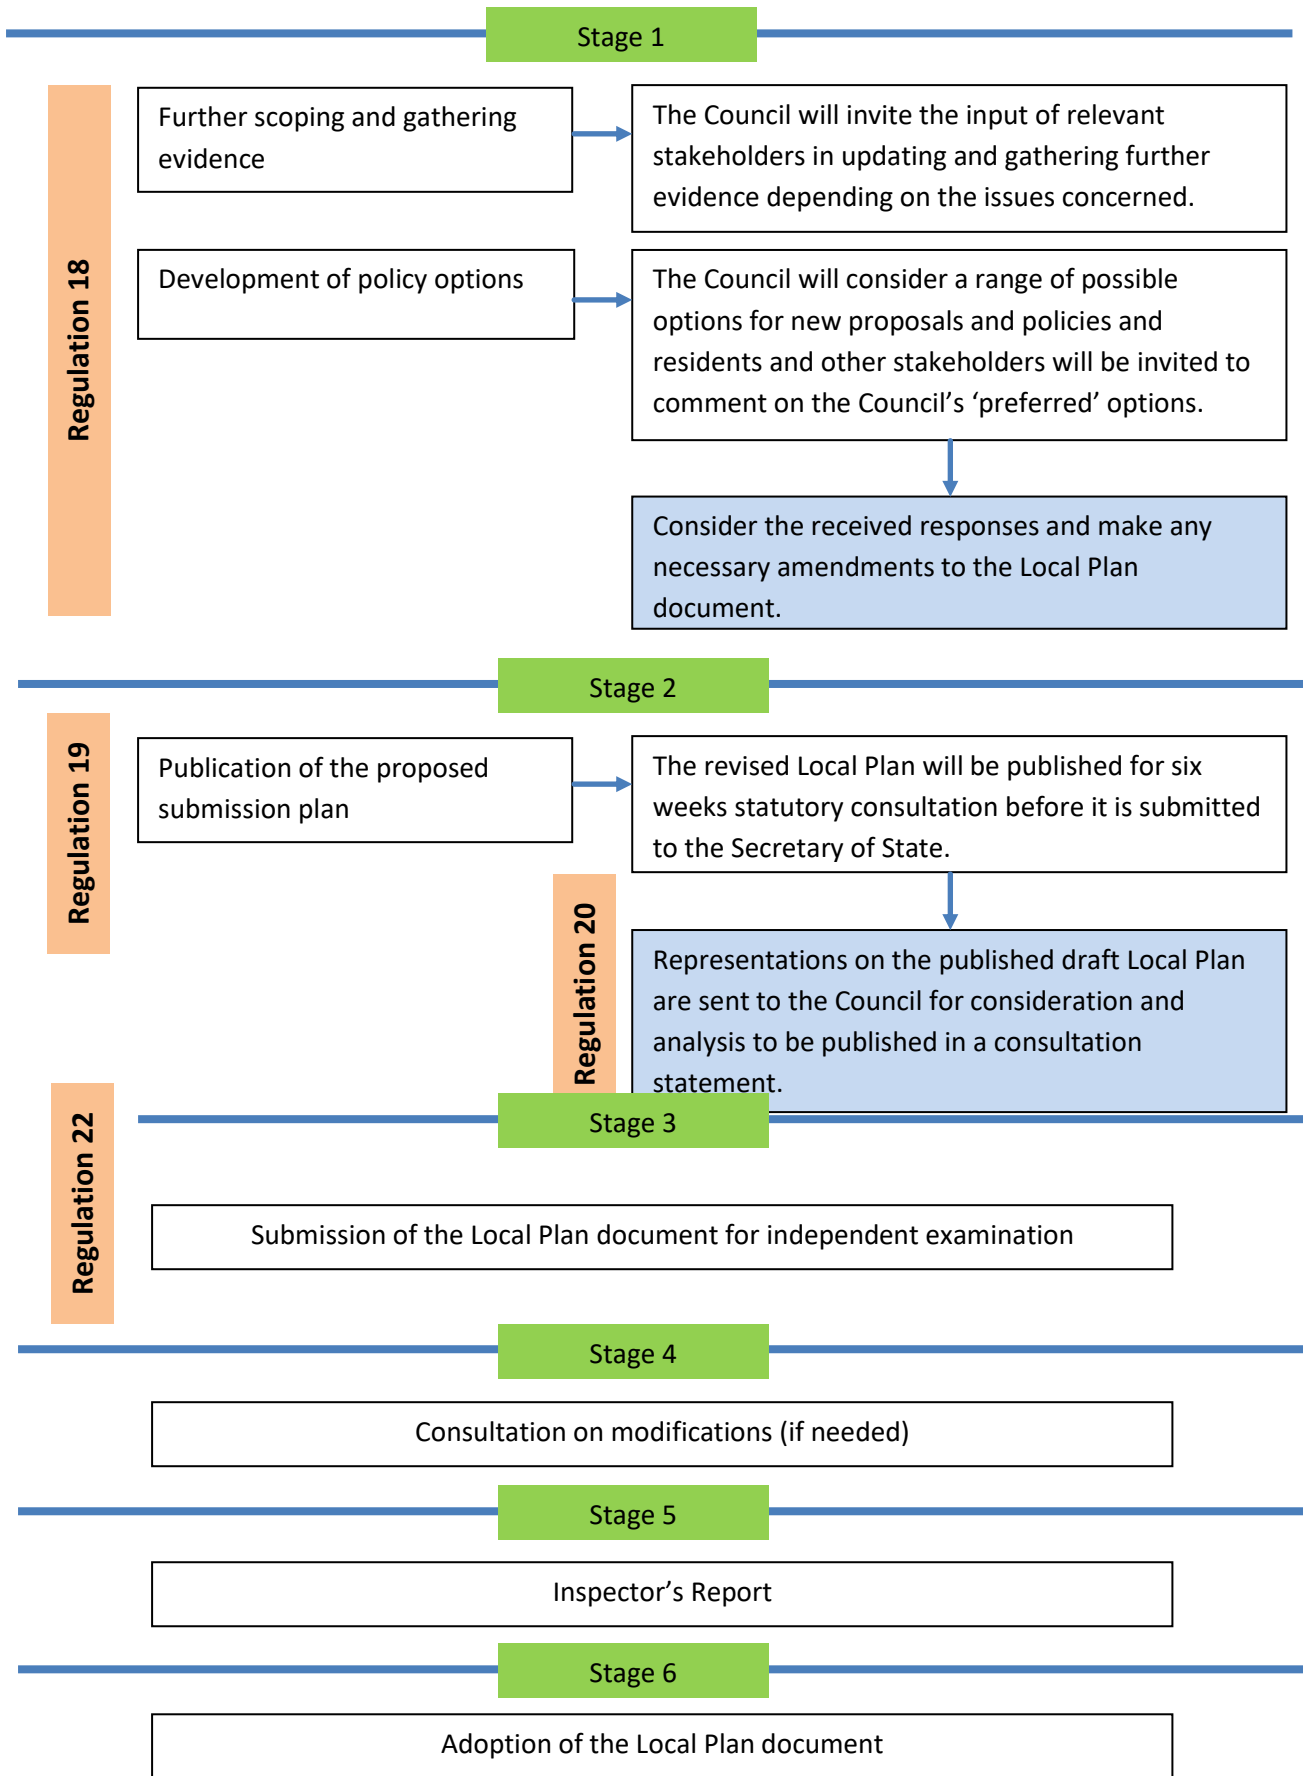 Stage 1
Regulation 18
Further scoping and gathering
evidence
The Council will invite the input of relevant
stakeholders in updating and gathering further
evidence depending on the issues concerned.
Development of policy options
The Council will consider a range of possible
options for new proposals and policies and
residents and other stakeholders will be invited to
comment on the Council’s ‘preferred’ options.
Consider the received responses and make any
necessary amendments to the Local Plan
document.
Stage 2
Regulation 19
Publication of the proposed
submission plan
The revised Local Plan will be published for six
weeks statutory consultation before it is submitted
to the Secretary of State.
Regulation 20
Representations on the published draft Local Plan
are sent to the Council for consideration and
analysis to be published in a consultation
statement.
Stage 3
Regulation 22
Submission of the Local Plan document for independent examination
Stage 4
Consultation on modifications (if needed)
Stage 5
Inspector’s Report
Stage 6
Adoption of the Local Plan document